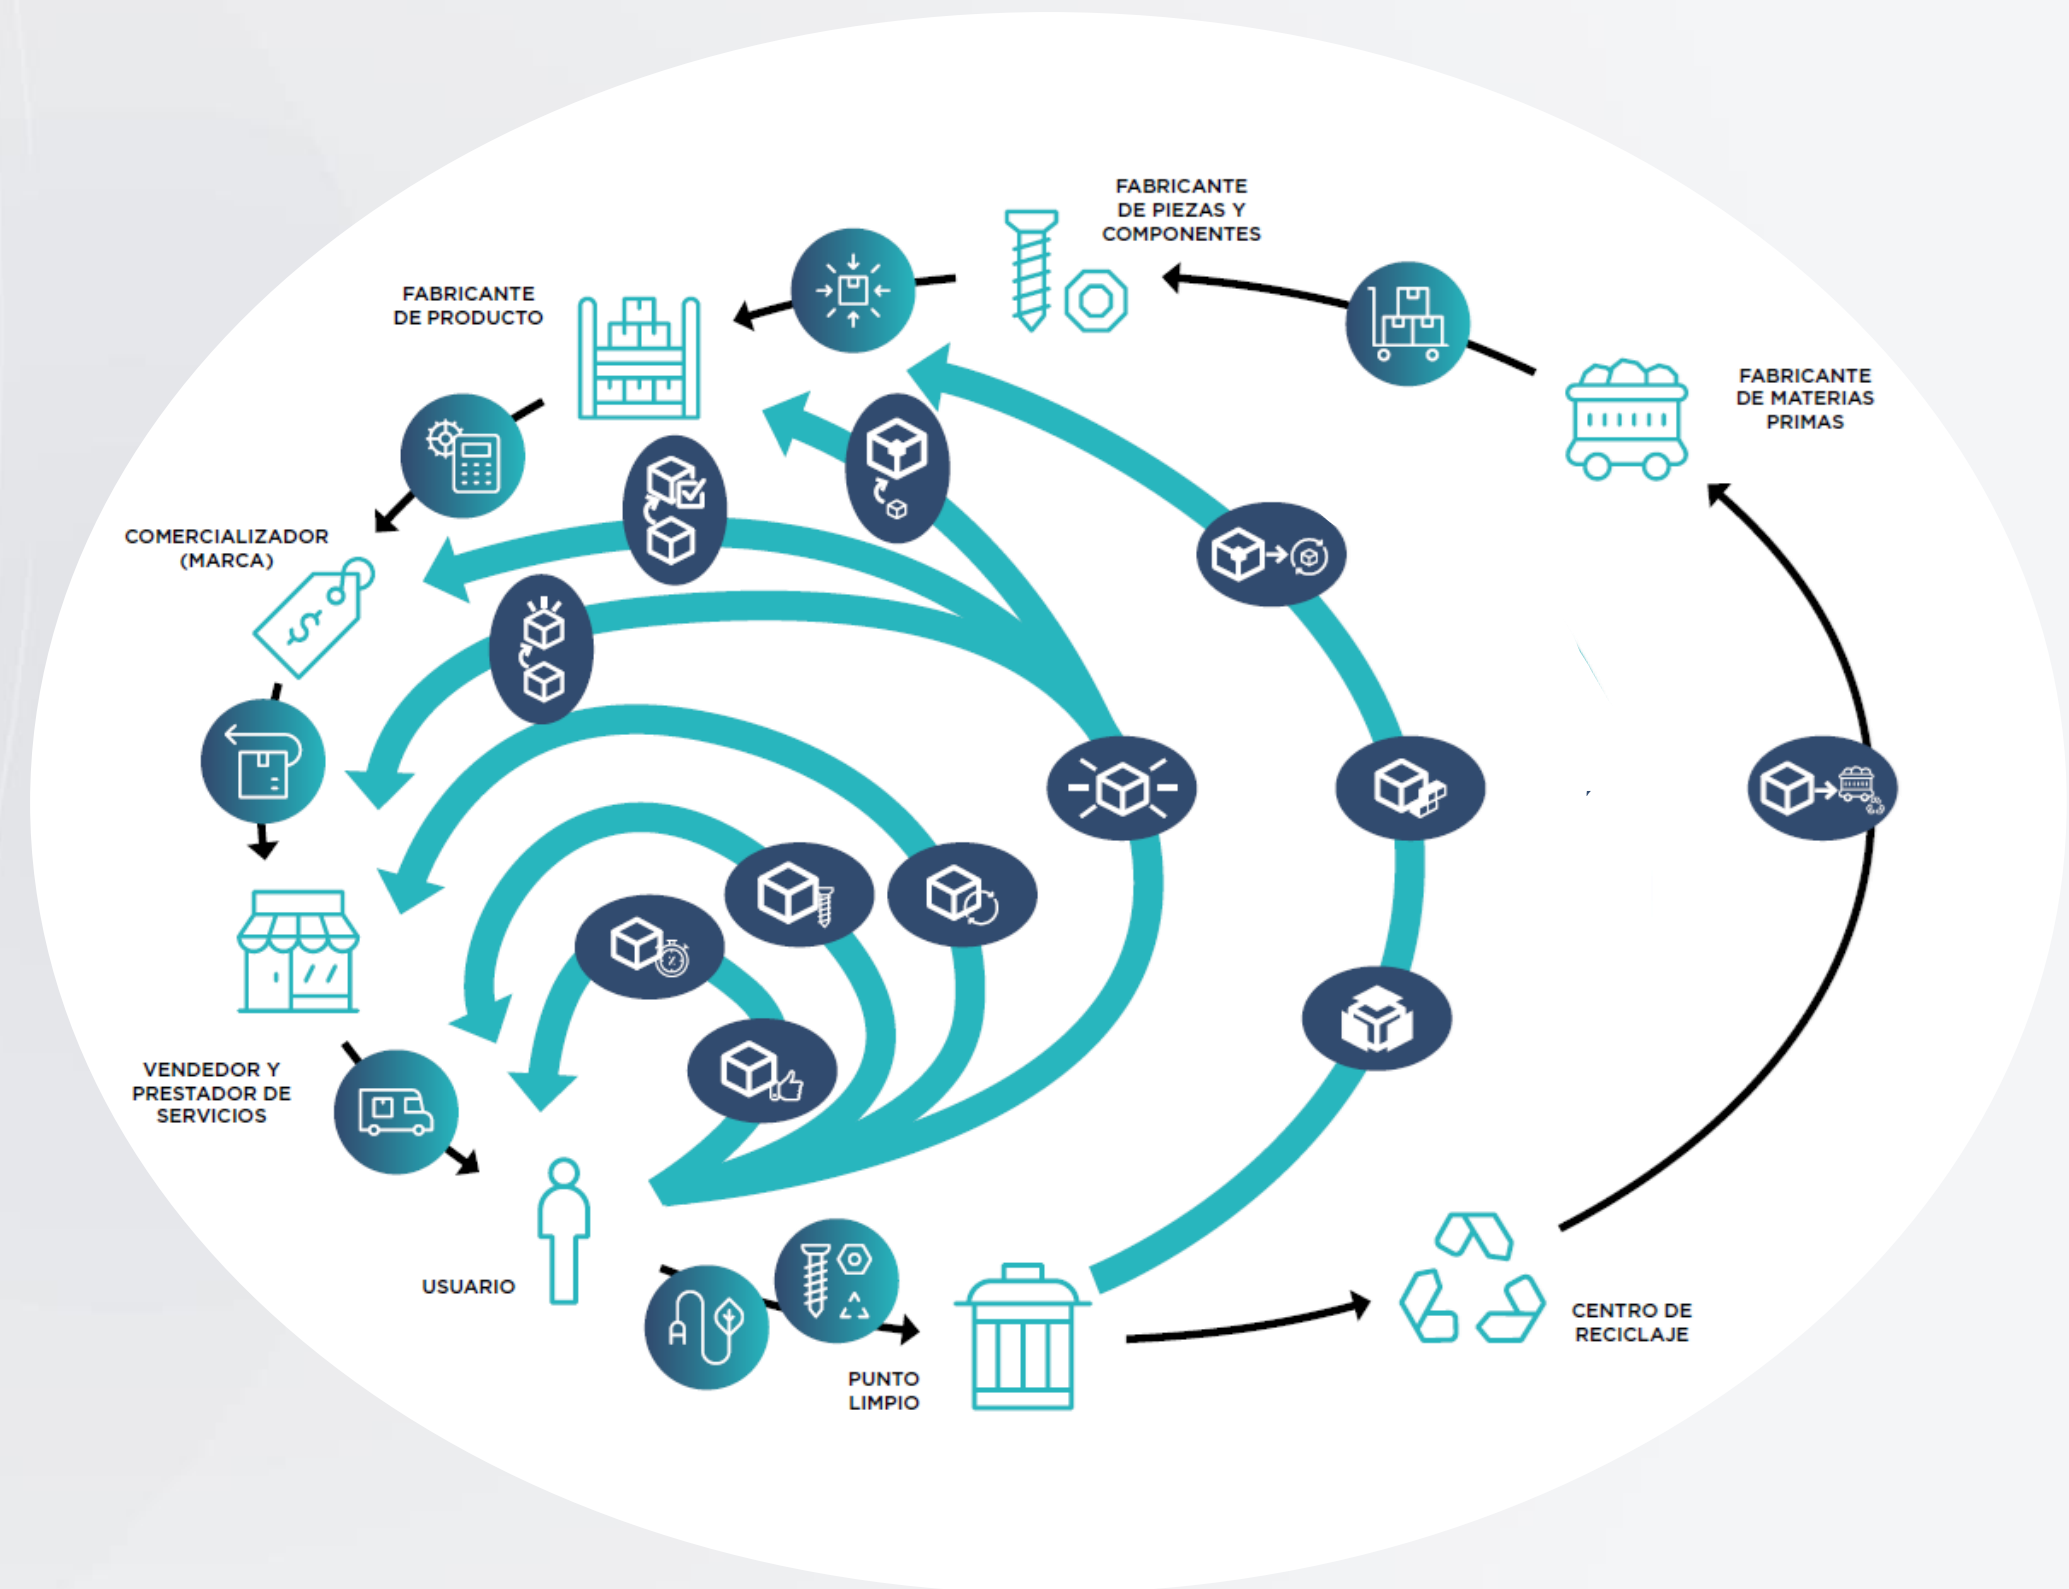 FABRICANTE
DE PIEZAS Y
COMPONENTES
FABRICANTE
DE PRODUCTO
FABRICANTE
DE MATERIAS
PRIMAS
COMERCIALIZADOR
(MARCA)
$
VENDEDOR Y
PRESTADOR DE
SERVICIOS
USUARIO
CENTRO DE
RECICLAJE
PUNTO
LIMPIO